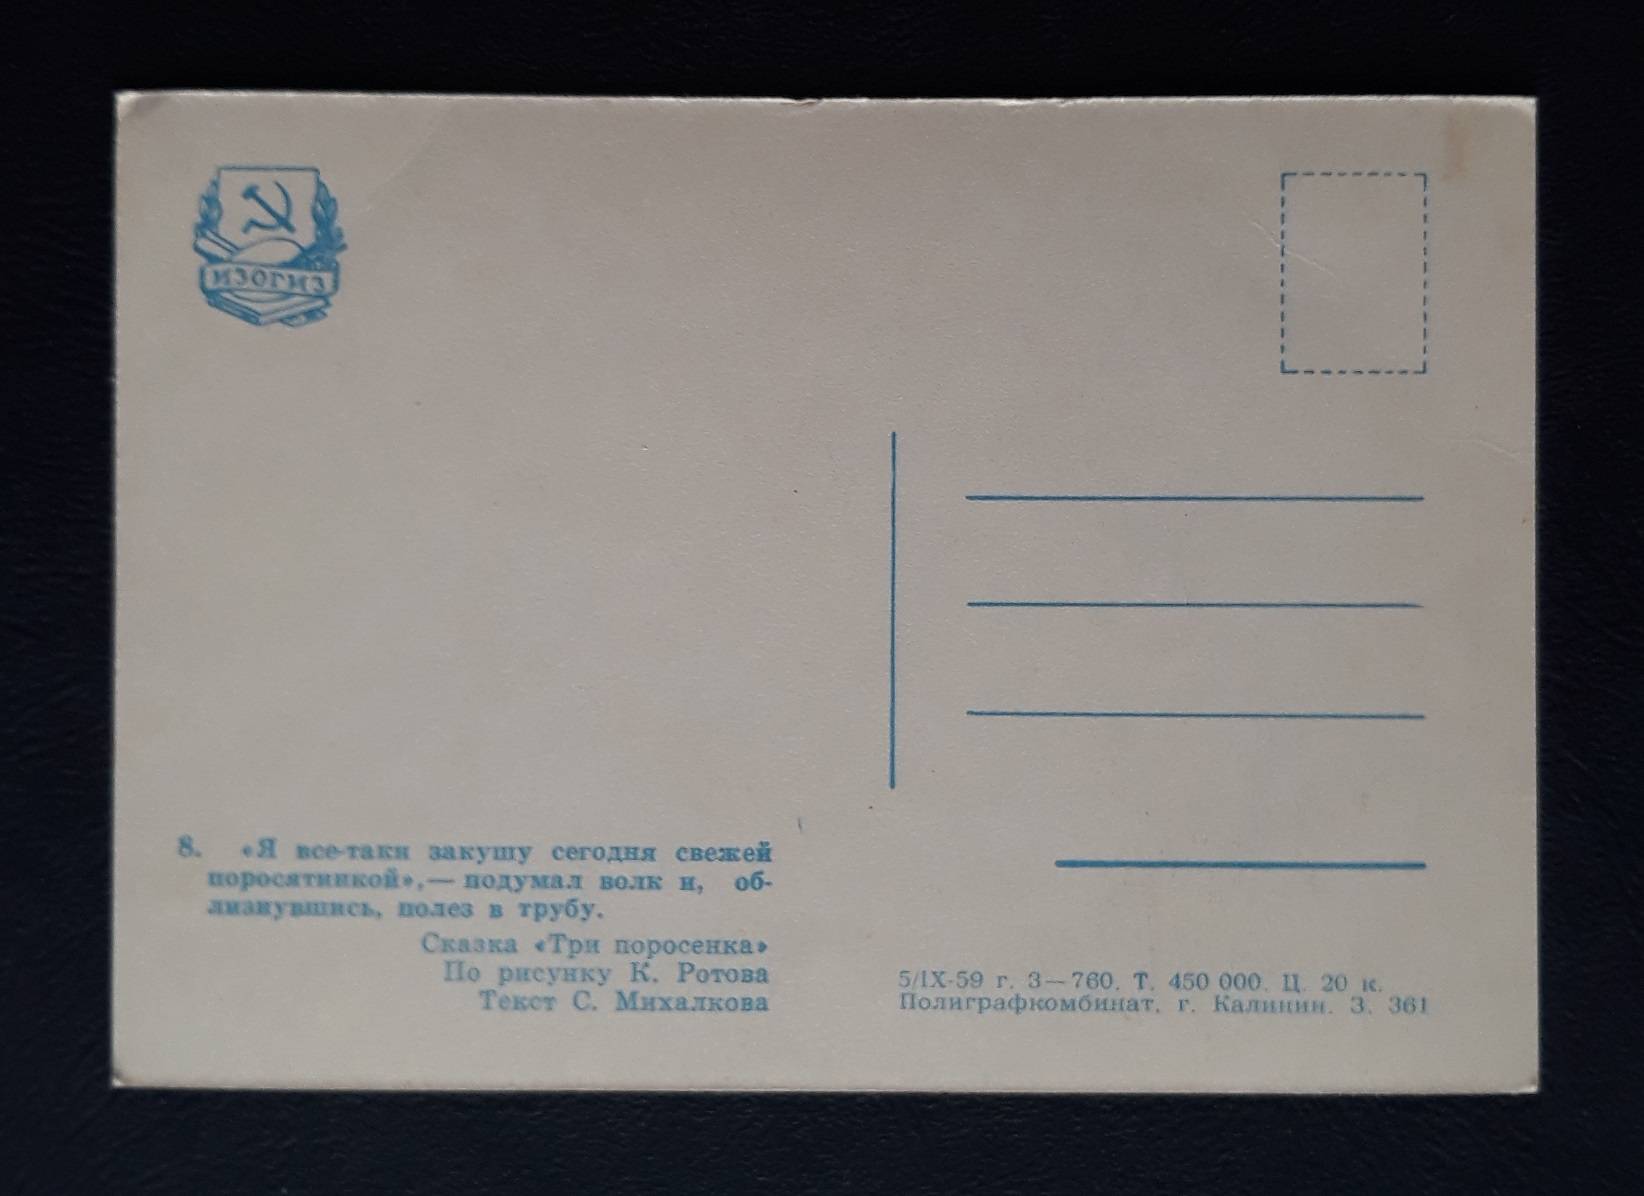 ИЗОГИЗ
8. «Я все-таки закушу сегодня свежей
поросятинкой»,— подумал волк и, об-
лизнувшись, полез в трубу.
Сказка «Три поросенка»
По рисунку К. Ротова
Текст С. Михалкова
5/IX-59 г. З—760. Т. 450 000. Ц. 20 к.
Полиграфкомбинат, г. Калинин. З. 361